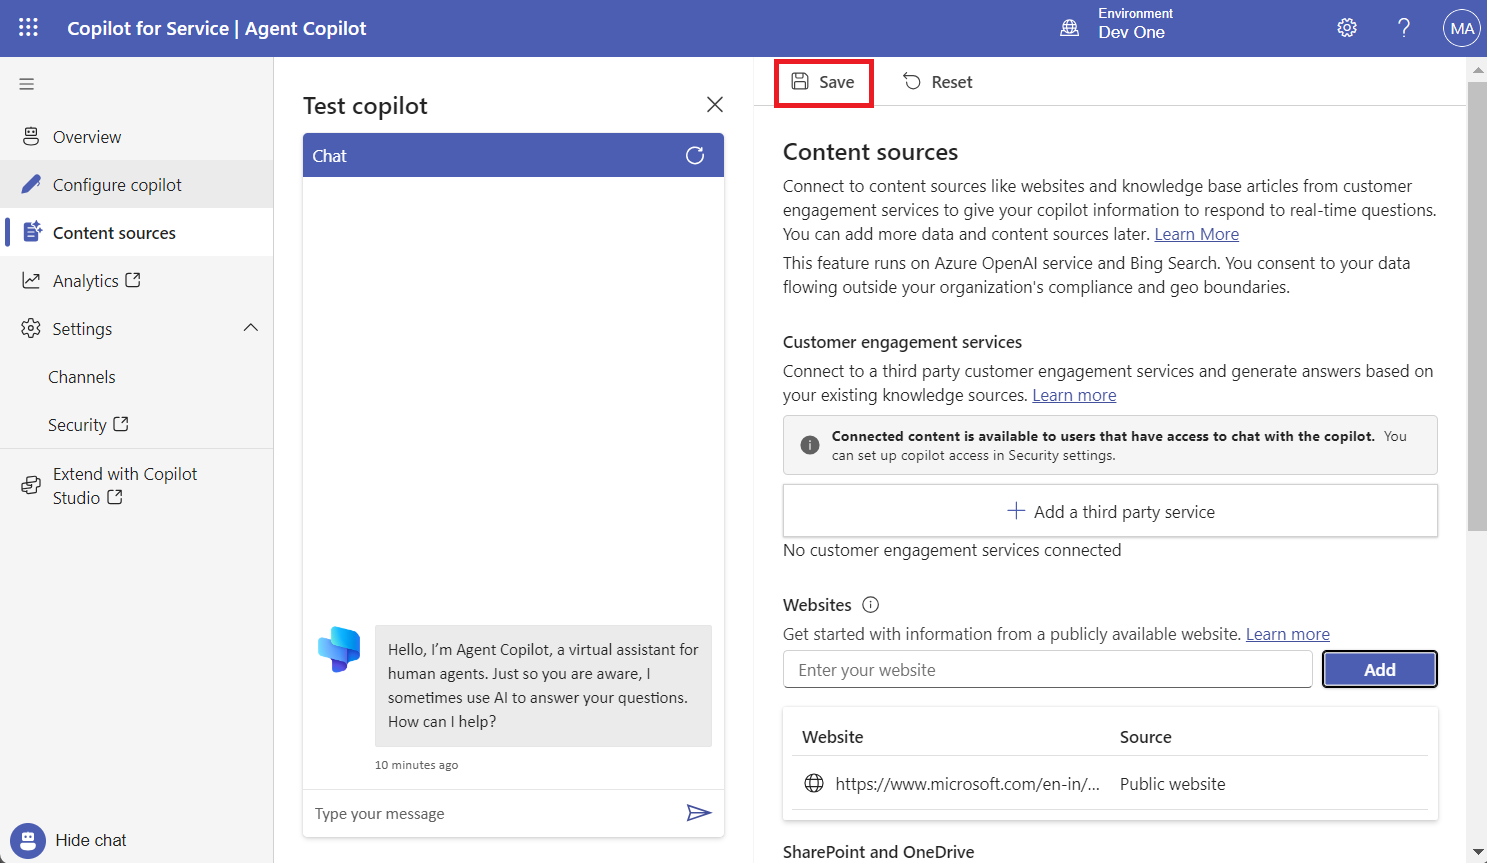 Copilot for Service | Agent Copilot
Environment
Dev One
MA
Overview
Configure copilot
Content sources
Analytics
Settings
Channels
Security
Extend with Copilot
Studio
Hide chat
Test copilot
Chat
Hello, I'm Agent Copilot, a virtual assistant for
human agents. Just so you are aware, I
sometimes use AI to answer your questions.
How can I help?
10 minutes ago
Type your message
Save
Reset
Content sources
Connect to content sources like websites and knowledge base articles from customer
engagement services to give your copilot information to respond to real-time questions.
You can add more data and content sources later. Learn More
This feature runs on Azure OpenAI service and Bing Search. You consent to your data
flowing outside your organization's compliance and geo boundaries.
Customer engagement services
Connect to a third party customer engagement services and generate answers based on
your existing knowledge sources. Learn more
Connected content is available to users that have access to chat with the copilot. You
can set up copilot access in Security settings.
Add a third party service
No customer engagement services connected
Websites
Get started with information from a publicly available website. Learn more
Enter your website
Add
Website Source
https://www.microsoft.com/en-in/... Public website
SharePoint and OneDrive